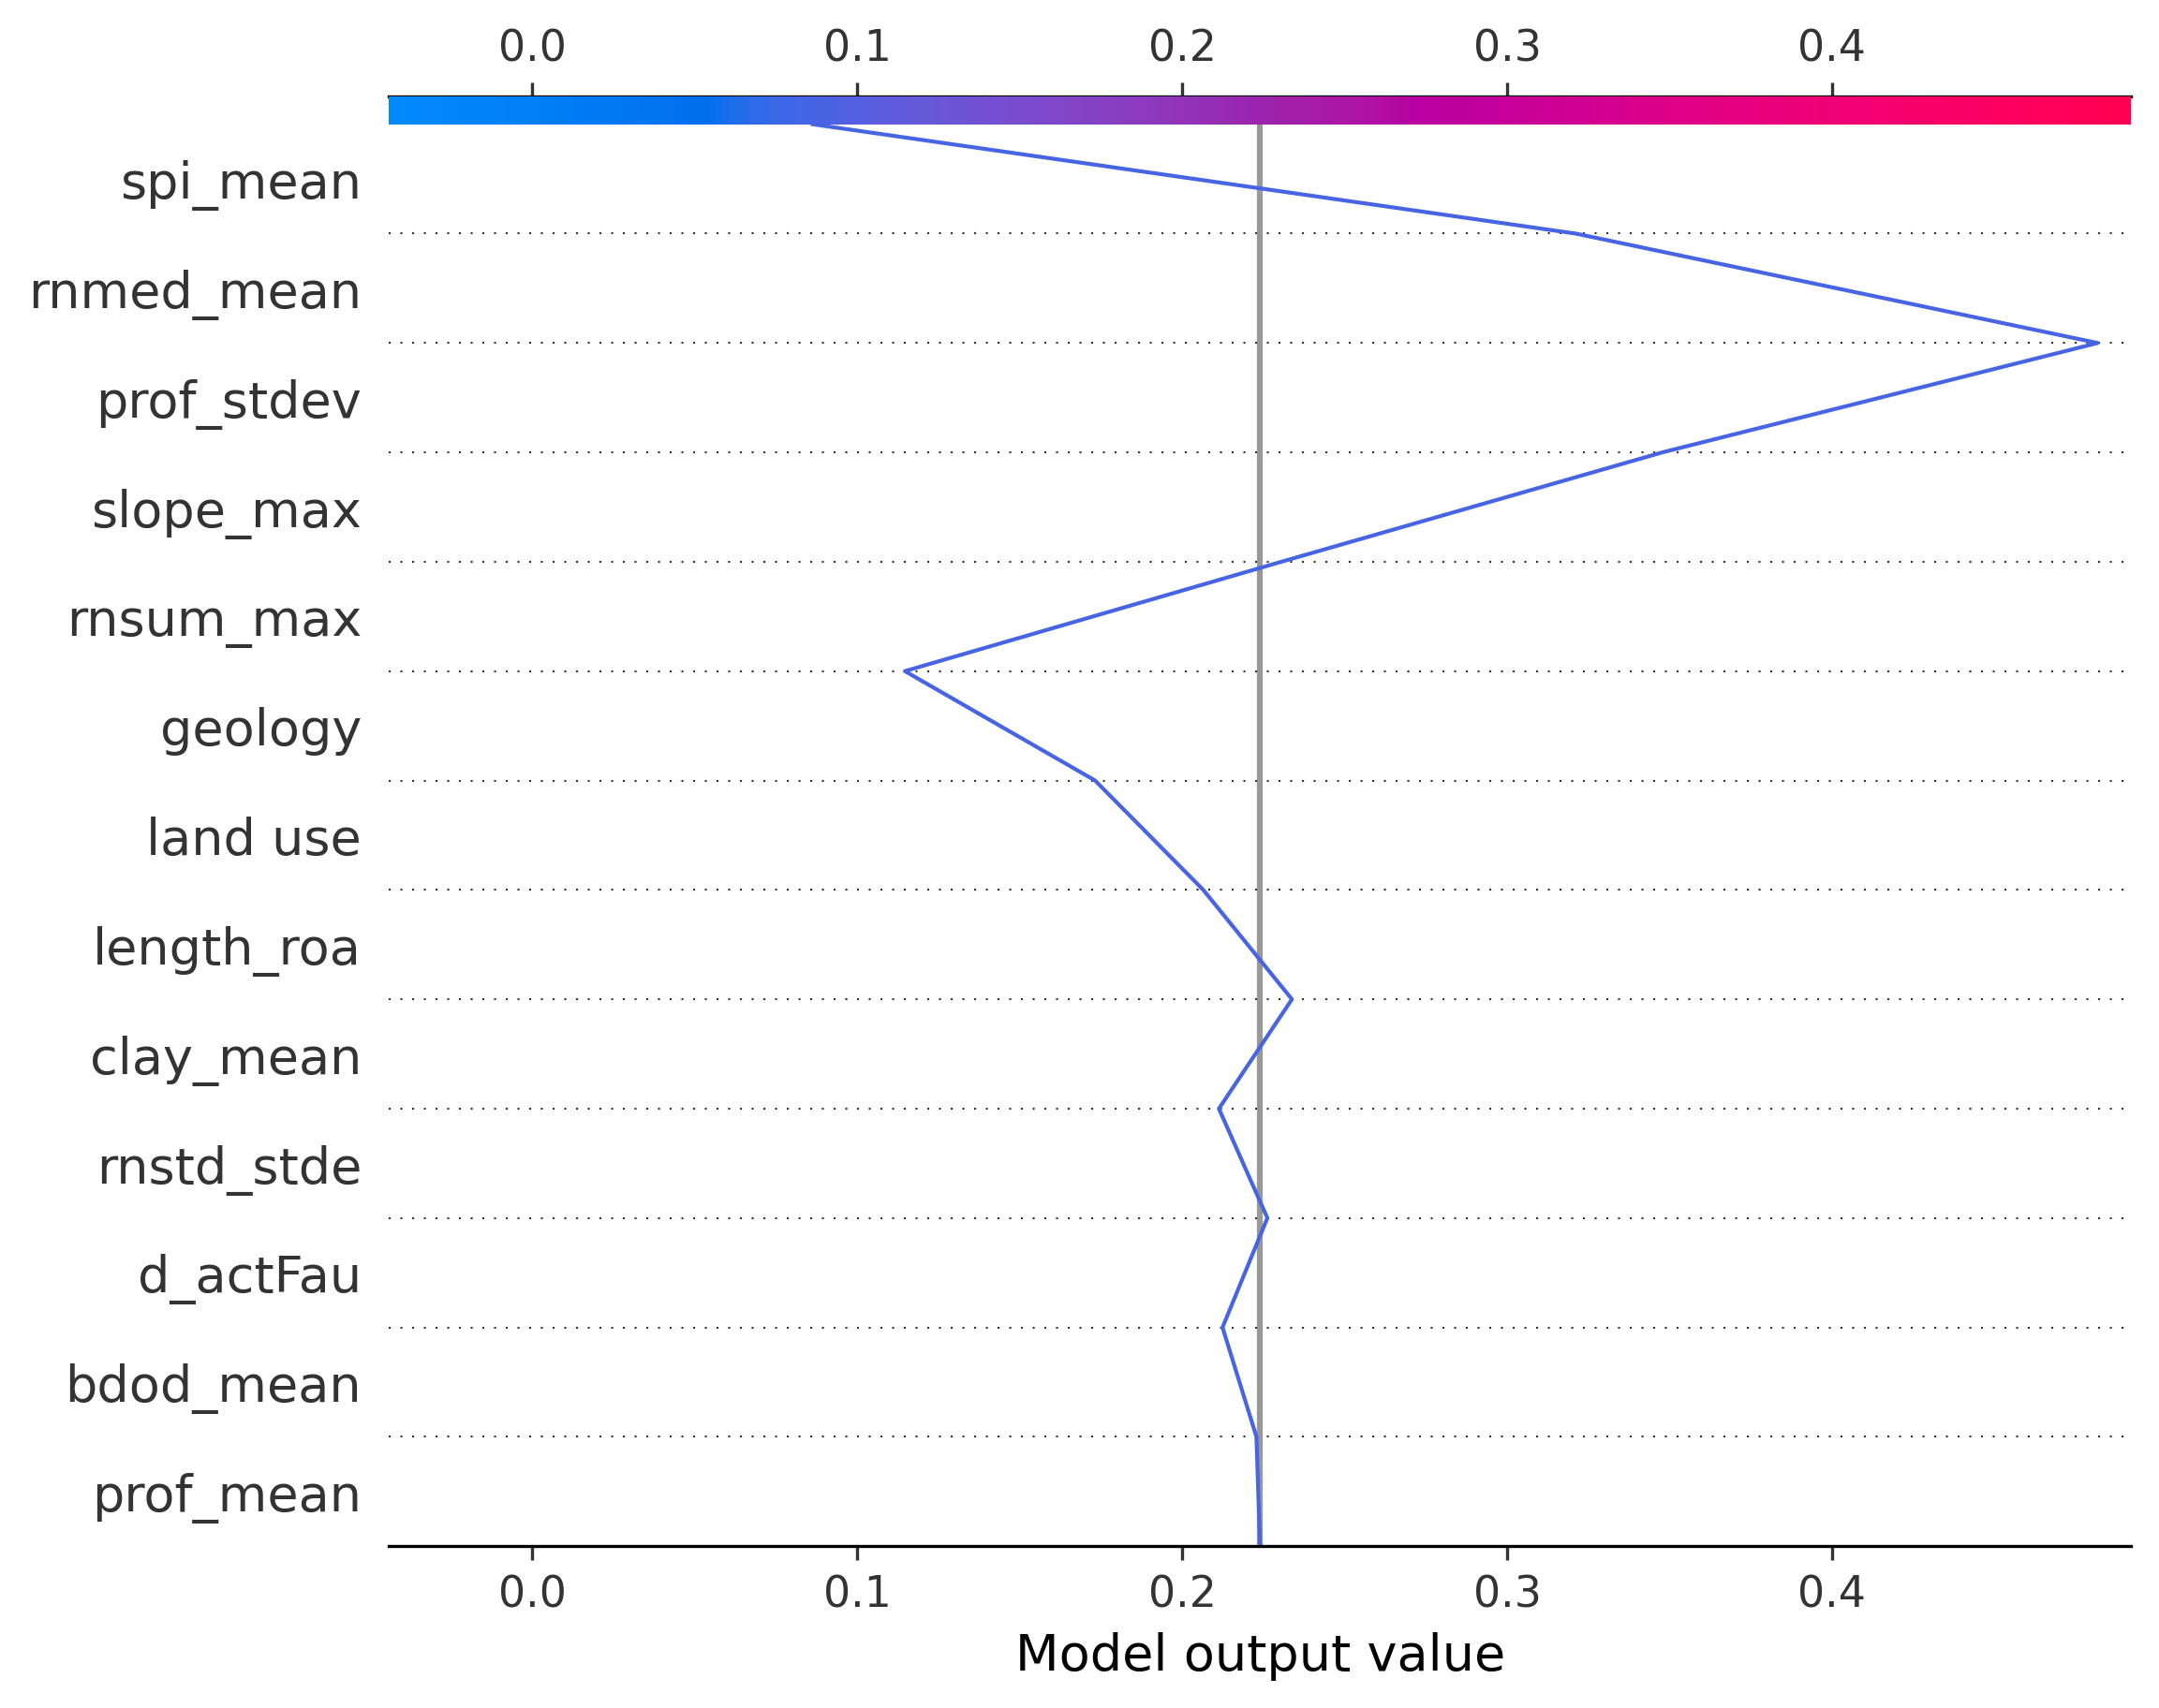 0.0 0.1 0.2 0.3 0.4
spi_mean
rnmed_mean
prof_stdev
slope_max
rnsum_max
geology
land use
length_roa
clay_mean
rnstd_stde
d_actFau
bdod_mean
prof_mean
0.0 0.1 0.2 0.3 0.4
Model output value